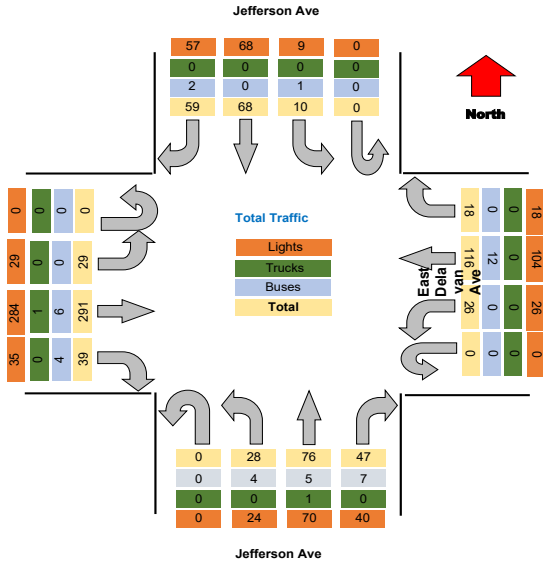 Jefferson Ave
57 68 9 0
0 0 0 0
2 0 1 0
59 68 10 0
North
0 0 0 0
29 0 0 29
284 1 6 291
35 0 4 39
Total Traffic
Lights
Trucks
Buses
Total
18 0 0 18
116 12 0 104
26 0 0 26
0 0 0 0
East
Dela
van
Ave
0 28 76 47
0 4 5 7
0 0 1 0
0 24 70 40
Jefferson Ave